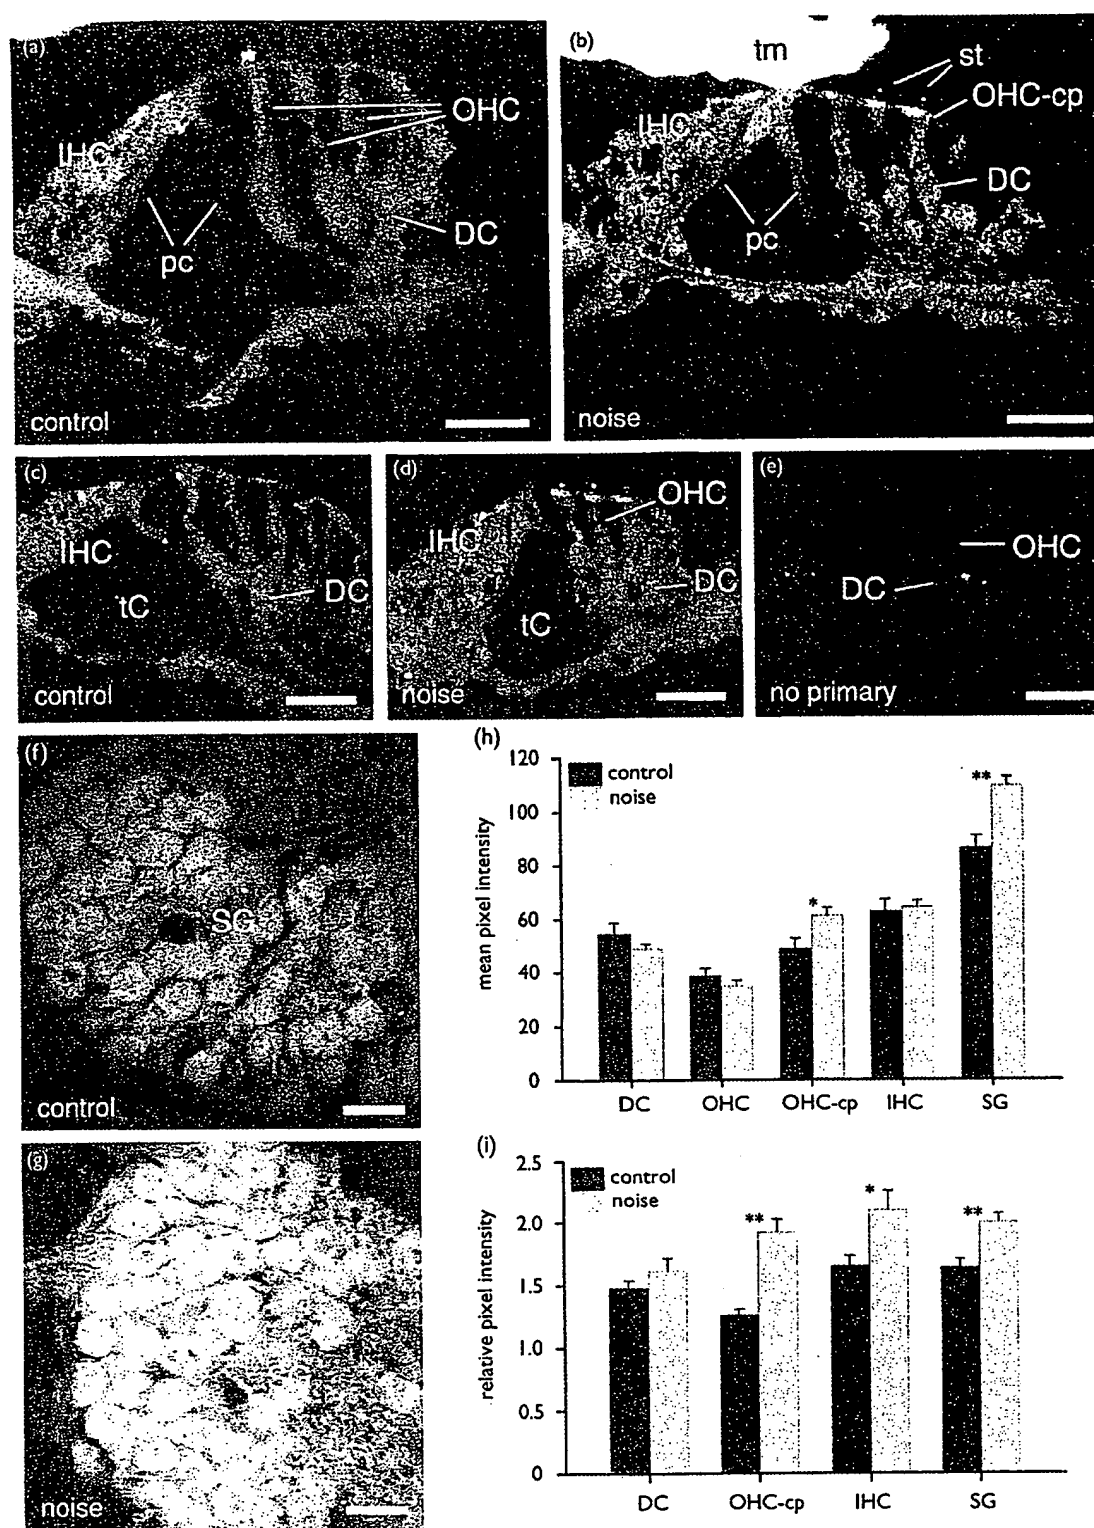 (a)
OHC
IHC
DC
pc
control
(b)
tm
st
OHC-cp
IHC
DC
pc
noise
(c)
IHC
DC
tC
control
(d)
OHC
IHC
DC
tC
noise
(e)
OHC
DC
no primary
(f)
SG
control
(g)
noise
(h)
control
noise
mean pixel intensity
120
100
80
60
40
20
0
**
*
DC OHC OHC-cp IHC SG
(i)
control
noise
relative pixel intensity
2.5
2.0
1.5
1.0
0.5
0
**
*
**
DC OHC-cp IHC SG